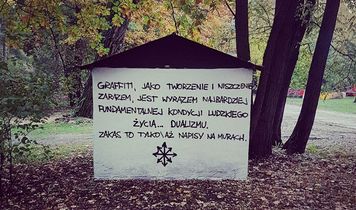 GRAFFITI, JAKO TWORZENIE I NISZCZENIE
ZARAZEM, JEST WYRAZEM NAJBARDZIEJ
FUNDAMENTALNEJ KONDYCJI LUDZKIEGO
ŻYCIA... DUALIZMU.
ZAKAS TO TYLKO/AŻ NAPISY NA MURACH.